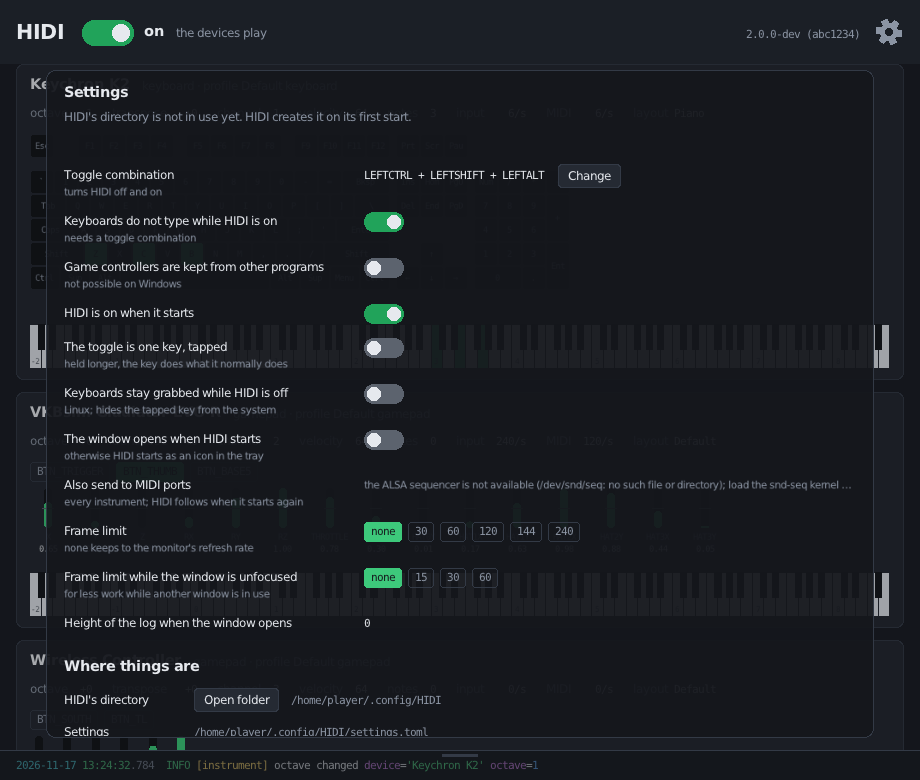 HIDI on the devices play 2.0.0-dev (abc1234)
Settings
HIDI's directory is not in use yet. HIDI creates it on its first start.
Toggle combination LEFTCTRL + LEFTSHIFT + LEFTALT Change
turns HIDI off and on
Keyboards do not type while HIDI is on
needs a toggle combination
Game controllers are kept from other programs
not possible on Windows
HIDI is on when it starts
The toggle is one key, tapped
held longer, the key does what it normally does
Keyboards stay grabbed while HIDI is off
Linux; hides the tapped key from the system
The window opens when HIDI starts
otherwise HIDI starts as an icon in the tray
Also send to MIDI ports the ALSA sequencer is not available (/dev/snd/seq: no such file or directory); load the snd-seq kernel ...
every instrument; HIDI follows when it starts again
Frame limit none 30 60 120 144 240
none keeps to the monitor's refresh rate
Frame limit while the window is unfocused none 15 30 60
for less work while another window is in use
Height of the log when the window opens 0
Where things are
HIDI's directory Open folder /home/player/.config/HIDI
Settings /home/player/.config/HIDI/settings.toml
2026-11-17 13:24:32.784 INFO [instrument] octave changed device='Keychron K2' octave=1